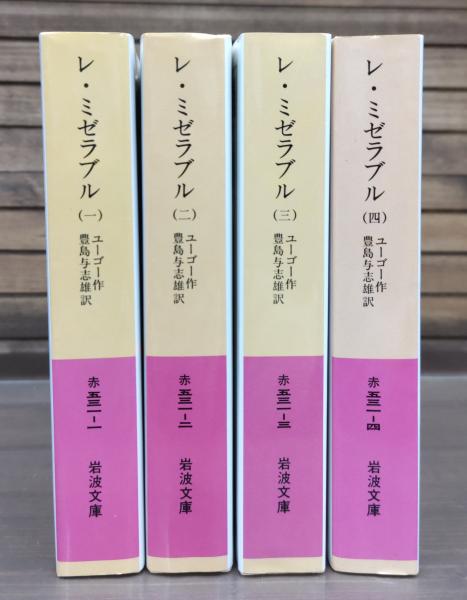 レ・ミゼラブル(一)
ユーゴー作
豊島与志雄訳
赤五三一-一
岩波文庫
レ・ミゼラブル(二)
ユーゴー作
豊島与志雄訳
赤五三一-二
岩波文庫
レ・ミゼラブル(三)
ユーゴー作
豊島与志雄訳
赤五三一-三
岩波文庫
レ・ミゼラブル(四)
ユーゴー作
豊島与志雄訳
赤五三一-四
岩波文庫